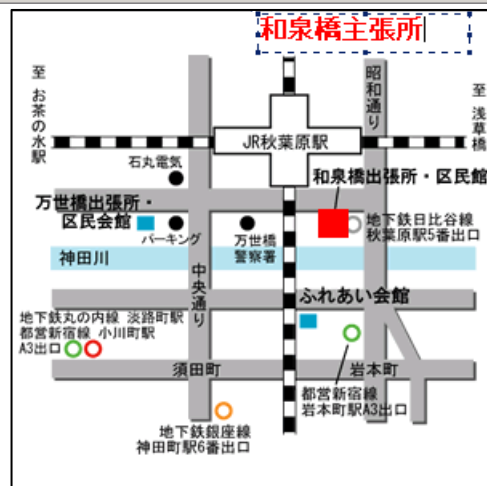 和泉橋主張所
至 お茶の水駅
昭和通り
至 浅草橋
JR秋葉原駅
石丸電気
和泉橋出張所・区民館
万世橋出張所・
区民会館
パーキング
万世橋
警察署
地下鉄日比谷線
秋葉原駅5番出口
神田川
中央通り
ふれあい会館
地下鉄丸の内線 淡路町駅
都営新宿線 小川町駅
A3出口
須田町
岩本町
都営新宿線
岩本町駅A3出口
地下鉄銀座線
神田町駅6番出口